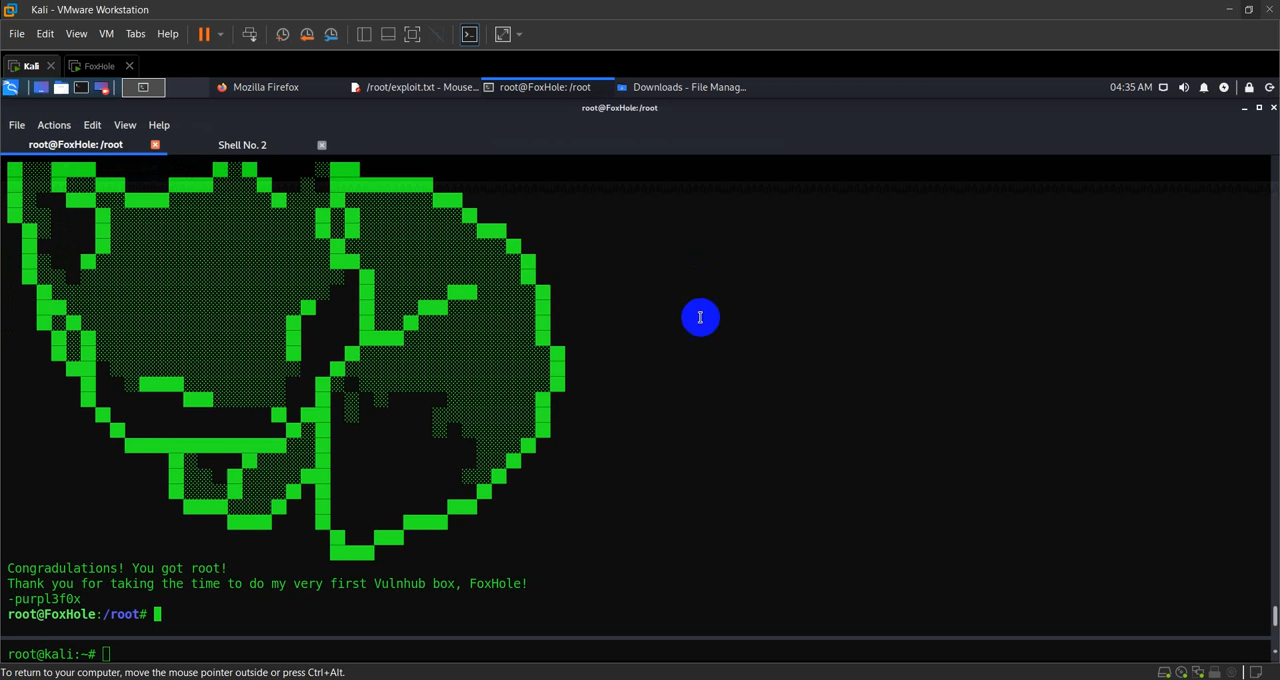 Kali - VMware Workstation
File Edit View VM Tabs Help
Kali FoxHole
Mozilla Firefox /root/exploit.txt - Mouse... root@FoxHole: /root Downloads - File Manag... 04:35 AM
root@FoxHole: /root
File Actions Edit View Help
root@FoxHole: /root Shell No. 2
Congradulations! You got root!
Thank you for taking the time to do my very first Vulnhub box, FoxHole!
-purpl3f0x
root@FoxHole:/root#
root@kali:~#
To return to your computer, move the mouse pointer outside or press Ctrl+Alt.